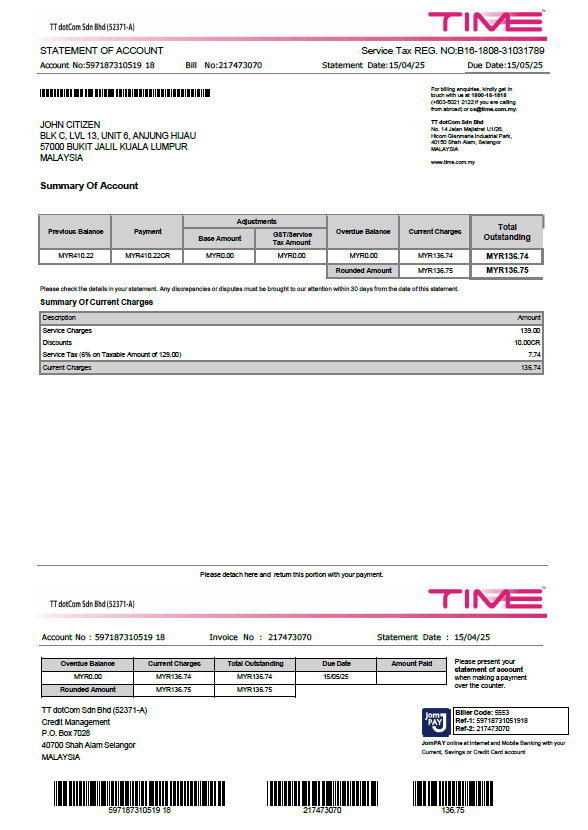 TT dotCom Sdn Bhd (52371-A)
TIME
STATEMENT OF ACCOUNT
Service Tax REG. NO:B16-1808-31031789
Account No:597187310519 18 Bill No:217473070 Statement Date:15/04/25 Due Date:15/05/25
For billing enquiries, kindly get in
touch with us at 1800-18-1818
(+603-5021 2122 if you are calling
from abroad) or cs@time.com.my.
JOHN CITIZEN
BLK C, LVL 13, UNIT 6, ANJUNG HIJAU
57000 BUKIT JALIL KUALA LUMPUR
MALAYSIA
TT dotCom Sdn Bhd
No. 14 Jalan Majistret U1/26,
Hicom Glenmarie Industrial Park,
40150 Shah Alam, Selangor
MALAYSIA
www.time.com.my
Summary Of Account
Previous Balance Payment Adjustments Overdue Balance Current Charges Total Outstanding
Base Amount GST/Service Tax Amount
MYR410.22 MYR410.22CR MYR0.00 MYR0.00 MYR0.00 MYR136.74 MYR136.74
Rounded Amount MYR136.75 MYR136.75
Please check the details in your statement. Any discrepancies or disputes must be brought to our attention within 30 days from the date of this statement.
Summary Of Current Charges
Description Amount
Service Charges 139.00
Discounts 10.00CR
Service Tax (6% on Taxable Amount of 129.00) 7.74
Current Charges 136.74
Please detach here and return this portion with your payment.
TT dotCom Sdn Bhd (52371-A)
TIME
Account No : 597187310519 18 Invoice No : 217473070 Statement Date : 15/04/25
Overdue Balance Current Charges Total Outstanding Due Date Amount Paid
MYR0.00 MYR136.74 MYR136.74 15/05/25
Rounded Amount MYR136.75 MYR136.75
Please present your
statement of account
when making a payment
over the counter.
TT dotCom Sdn Bhd (52371-A)
Credit Management
P.O. Box 7028
40700 Shah Alam Selangor
MALAYSIA
Jom
PAY
Biller Code: 5553
Ref-1: 59718731051918
Ref-2: 217473070
JomPAY online at Internet and Mobile Banking with your
Current, Savings or Credit Card account
597187310519 18
217473070
136.75